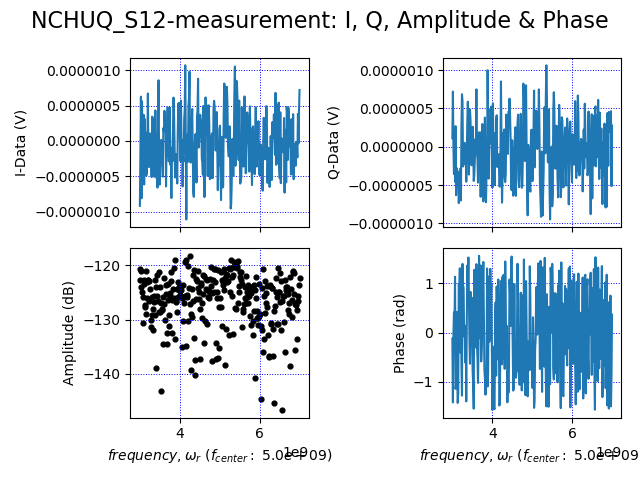 NCHUQ_S12-measurement: I, Q, Amplitude & Phase
I-Data (V)
0.0000010
0.0000005
0.0000000
−0.0000005
−0.0000010
Q-Data (V)
0.0000010
0.0000005
0.0000000
−0.0000005
−0.0000010
Amplitude (dB)
−120
−130
−140
4 6
1e9
frequency, ωr (fcenter: 5.0e+09)
Phase (rad)
1
0
−1
4 6
1e9
frequency, ωr (fcenter: 5.0e+09)